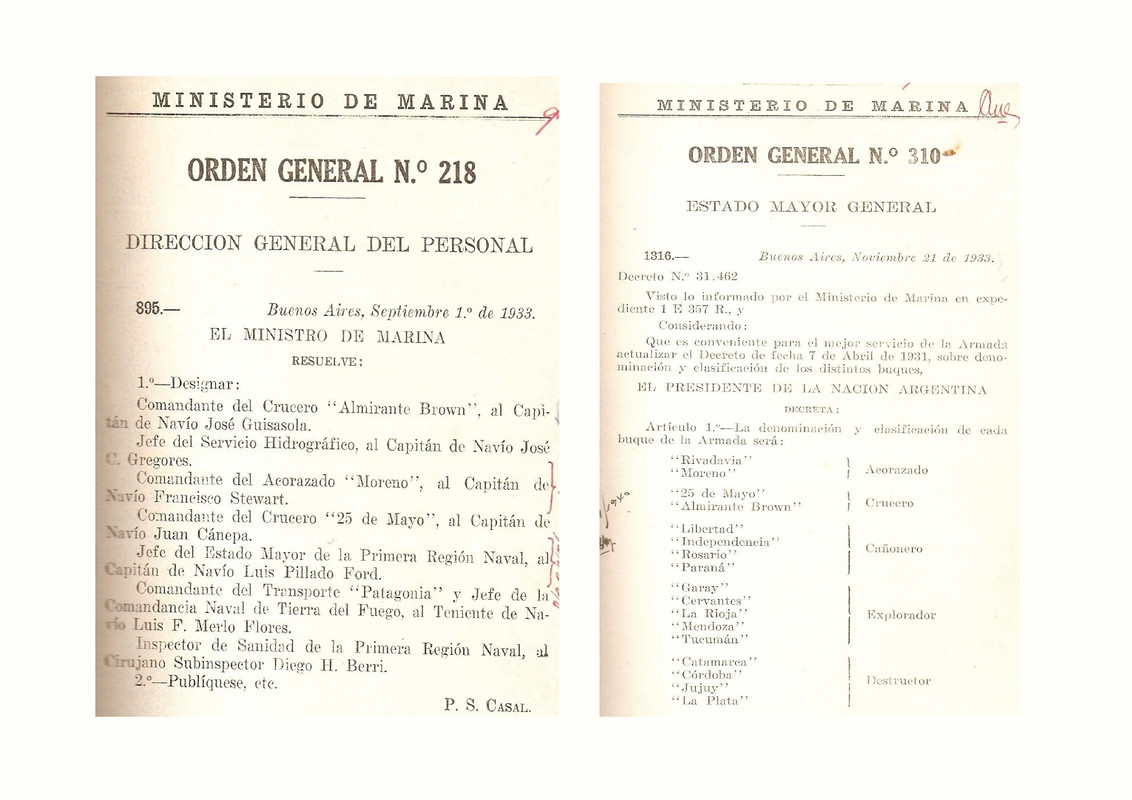 MINISTERIO DE MARINA
ORDEN GENERAL N.º 218
DIRECCION GENERAL DEL PERSONAL
895.— Buenos Aires, Septiembre 1.º de 1933.
EL MINISTRO DE MARINA
RESUELVE:
1.º—Designar:
Comandante del Crucero “Almirante Brown”, al Capi-
tán de Navío José Guisasola.
Jefe del Servicio Hidrográfico, al Capitán de Navío José
C. Gregores.
Comandante del Acorazado “Moreno”, al Capitán de
Navío Francisco Stewart.
Comandante del Crucero “25 de Mayo”, al Capitán de
Navío Juan Cánepa.
Jefe del Estado Mayor de la Primera Región Naval, al
Capitán de Navío Luis Pillado Ford.
Comandante del Transporte “Patagonia” y Jefe de la
Comandancia Naval de Tierra del Fuego, al Teniente de Na-
vío Luis F. Merlo Flores.
Inspector de Sanidad de la Primera Región Naval, al
Cirujano Subinspector Diego H. Berri.
2.º—Publíquese, etc.
P. S. CASAL.
MINISTERIO DE MARINA
ORDEN GENERAL N.º 310
ESTADO MAYOR GENERAL
1316.— Buenos Aires, Noviembre 21 de 1933.
Decreto N.º 31.462
Visto lo informado por el Ministerio de Marina en expe-
diente 1 E 357 R., y
Considerando:
Que es conveniente para el mejor servicio de la Armada
actualizar el Decreto de fecha 7 de Abril de 1931, sobre deno-
minación y clasificación de los distintos buques,
EL PRESIDENTE DE LA NACION ARGENTINA
DECRETA:
Artículo 1.º—La denominación y clasificación de cada
buque de la Armada será:
“Rivadavia”
“Moreno”
Acorazado
“25 de Mayo”
“Almirante Brown”
Crucero
“Libertad”
“Independencia”
“Rosario”
“Paraná”
Cañonero
“Garay”
“Cervantes”
“La Rioja”
“Mendoza”
“Tucumán”
Explorador
“Catamarca”
“Córdoba”
“Jujuy”
“La Plata”
Destructor